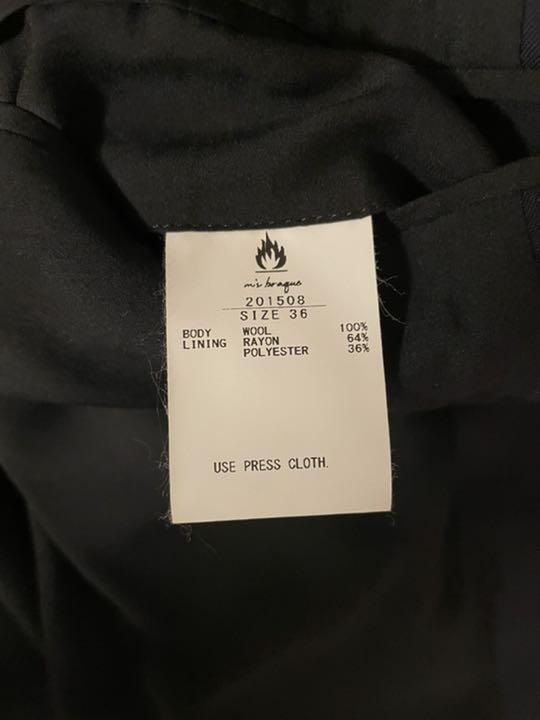 m's braque
201508
SIZE 36
BODY WOOL 100%
LINING RAYON 64%
POLYESTER 36%
USE PRESS CLOTH.